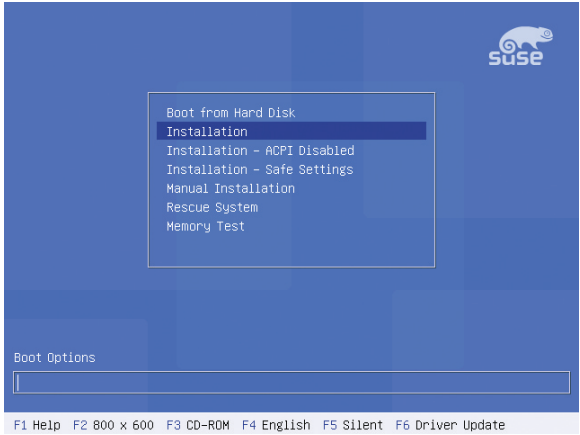 SUSE
Boot from Hard Disk
Installation
Installation – ACPI Disabled
Installation – Safe Settings
Manual Installation
Rescue System
Memory Test
Boot Options
F1 Help F2 800 x 600 F3 CD-ROM F4 English F5 Silent F6 Driver Update